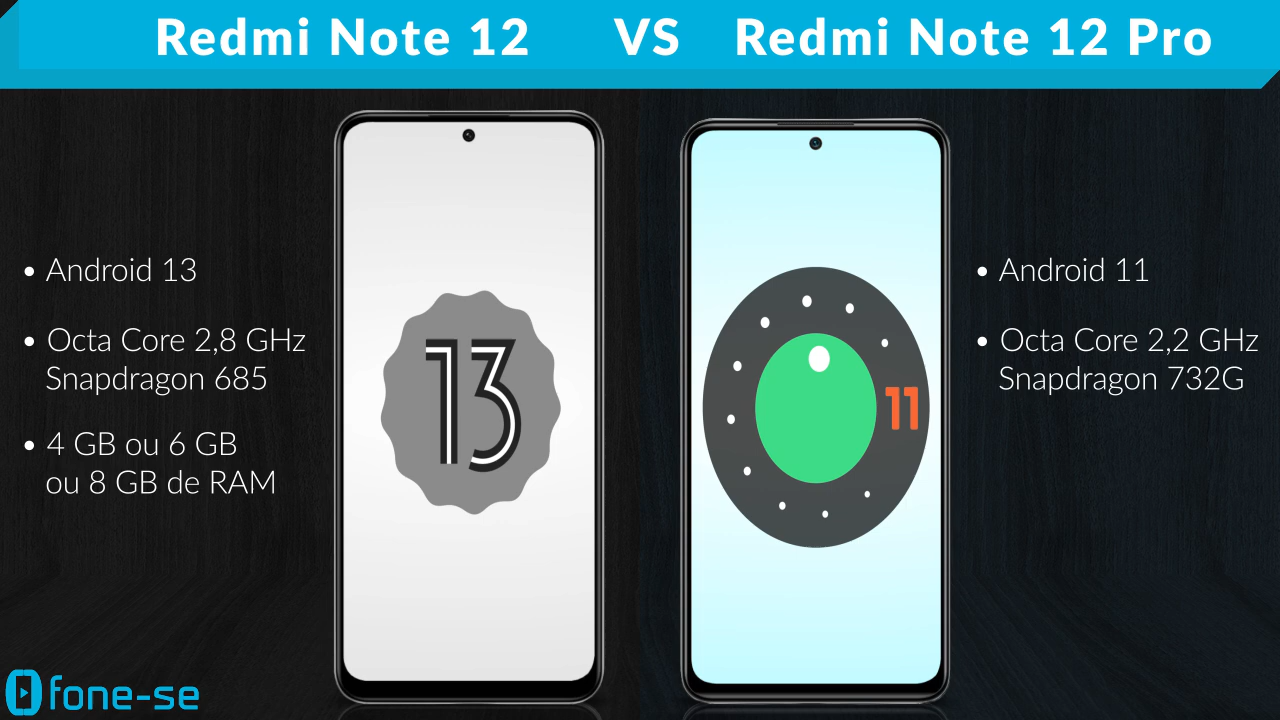 Redmi Note 12 VS Redmi Note 12 Pro
• Android 13
• Octa Core 2,8 GHz
Snapdragon 685
• 4 GB ou 6 GB
ou 8 GB de RAM
13
11
• Android 11
• Octa Core 2,2 GHz
Snapdragon 732G
fone-se